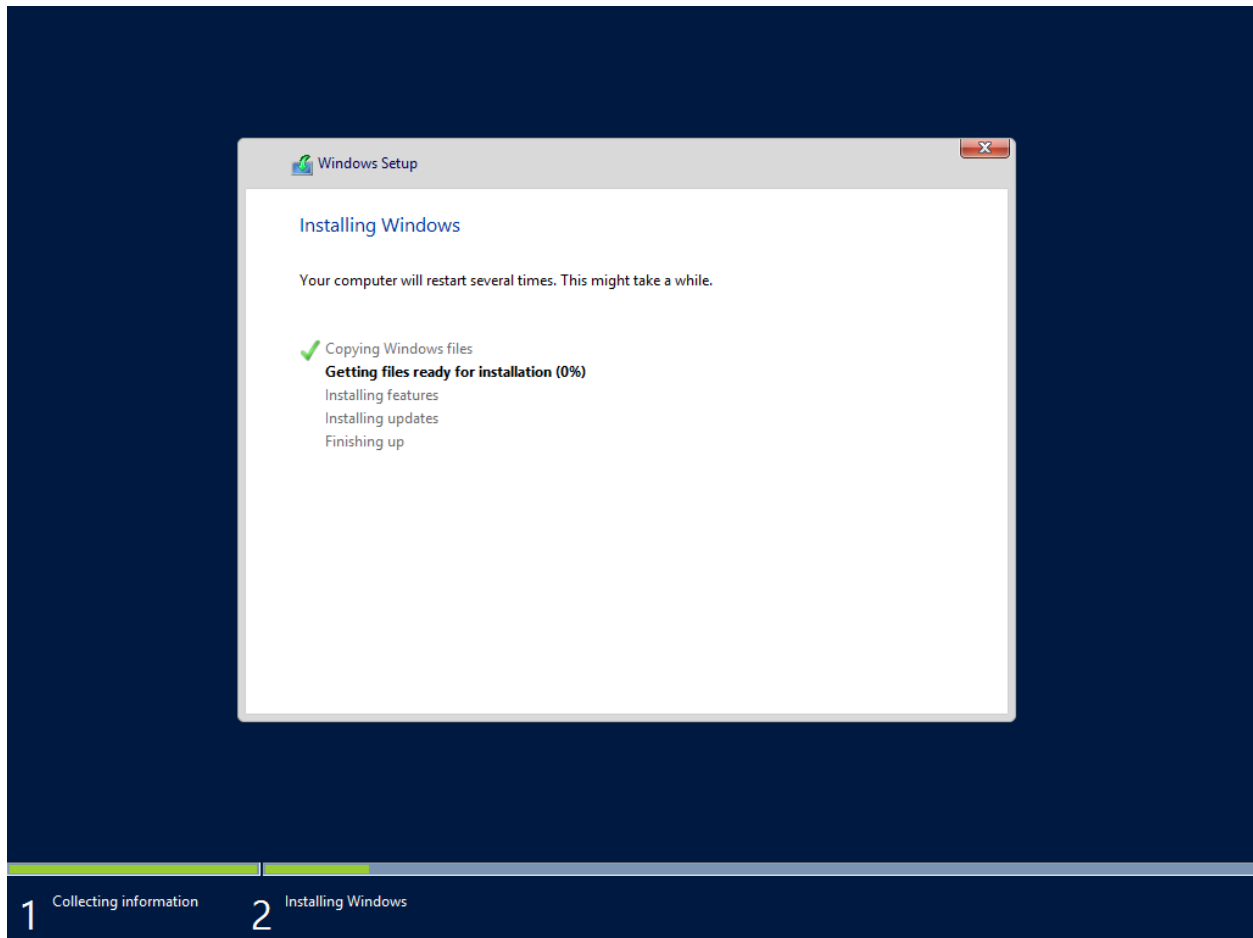 Windows Setup
Installing Windows
Your computer will restart several times. This might take a while.
Copying Windows files
Getting files ready for installation (0%)
Installing features
Installing updates
Finishing up
1 Collecting information
2 Installing Windows